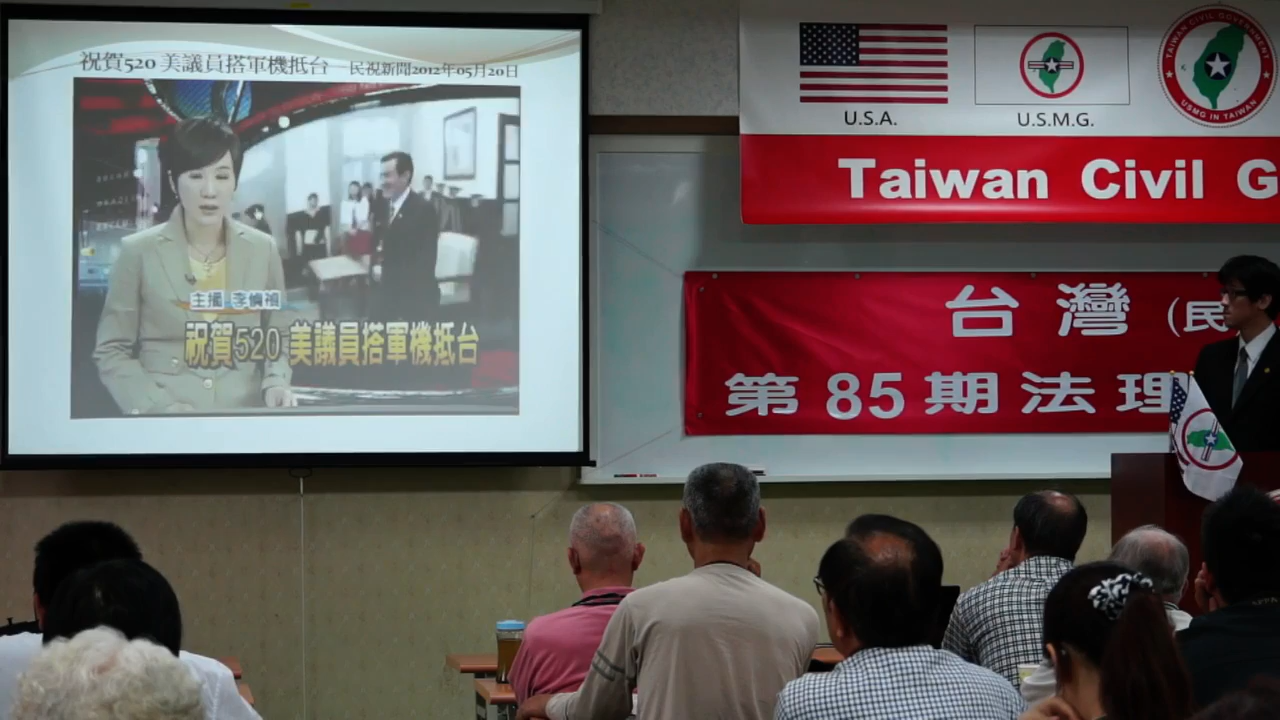 祝賀520 美議員搭軍機抵台 —民視新聞2012年05月20日
主播 李偵禎
祝賀520 美議員搭軍機抵台
U.S.A.
U.S.M.G.
TAIWAN CIVIL GOVERNMENT
USMG IN TAIWAN
Taiwan Civil G
台灣（民
第85期法理